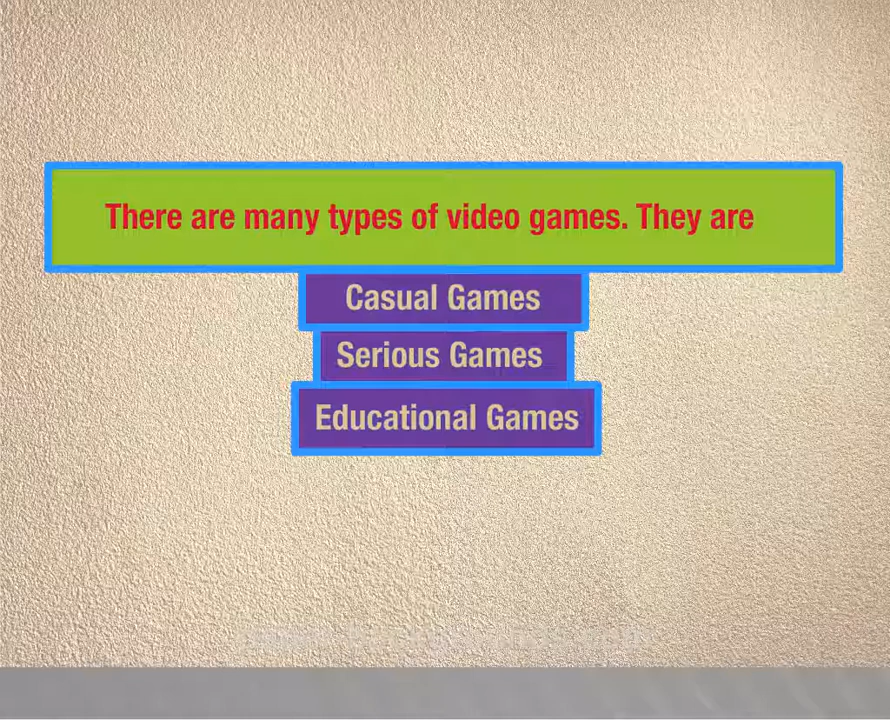 There are many types of video games. They are
Casual Games
Serious Games
Educational Games